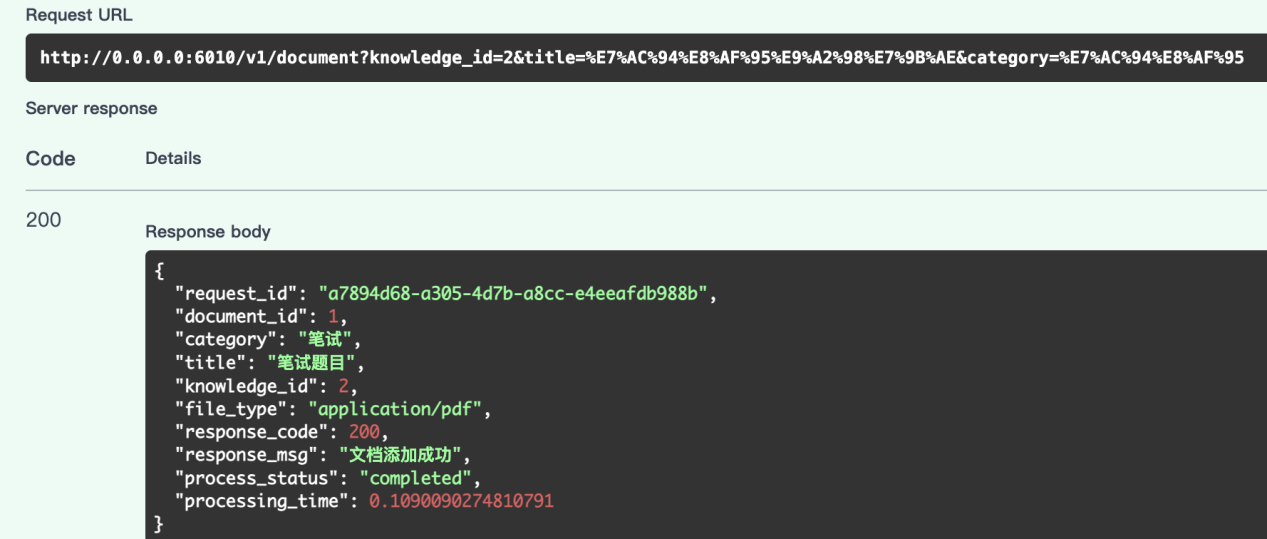 Request URL
http://0.0.0.0:6010/v1/document?knowledge_id=2&title=%E7%AC%94%E8%AF%95%E9%A2%98%E7%9B%AE&category=%E7%AC%94%E8%AF%95
Server response
Code Details
200
Response body
{
"request_id": "a7894d68-a305-4d7b-a8cc-e4eeafdb988b",
"document_id": 1,
"category": "笔试",
"title": "笔试题目",
"knowledge_id": 2,
"file_type": "application/pdf",
"response_code": 200,
"response_msg": "文档添加成功",
"process_status": "completed",
"processing_time": 0.1090090274810791
}